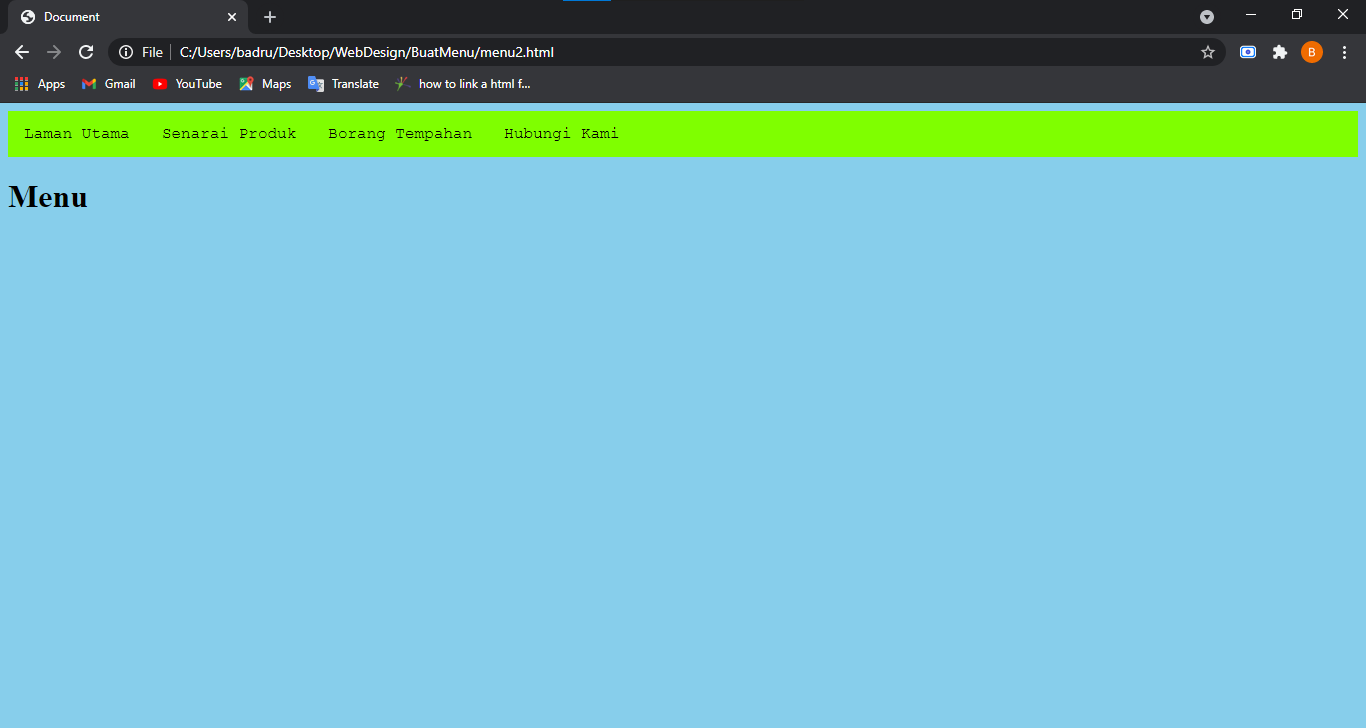 Document
File C:/Users/badru/Desktop/WebDesign/BuatMenu/menu2.html B
Apps Gmail YouTube Maps Translate how to link a html f...
Laman Utama Senarai Produk Borang Tempahan Hubungi Kami
Menu